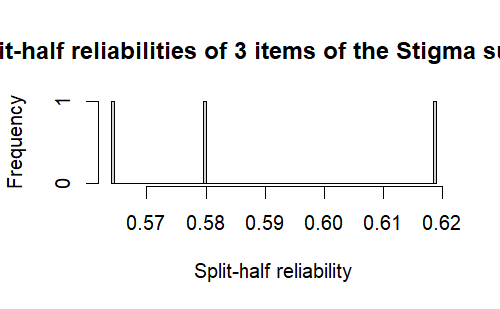 it-half reliabilities of 3 items of the Stigma su
Frequency
1
0
0.57 0.58 0.59 0.60 0.61 0.62
Split-half reliability